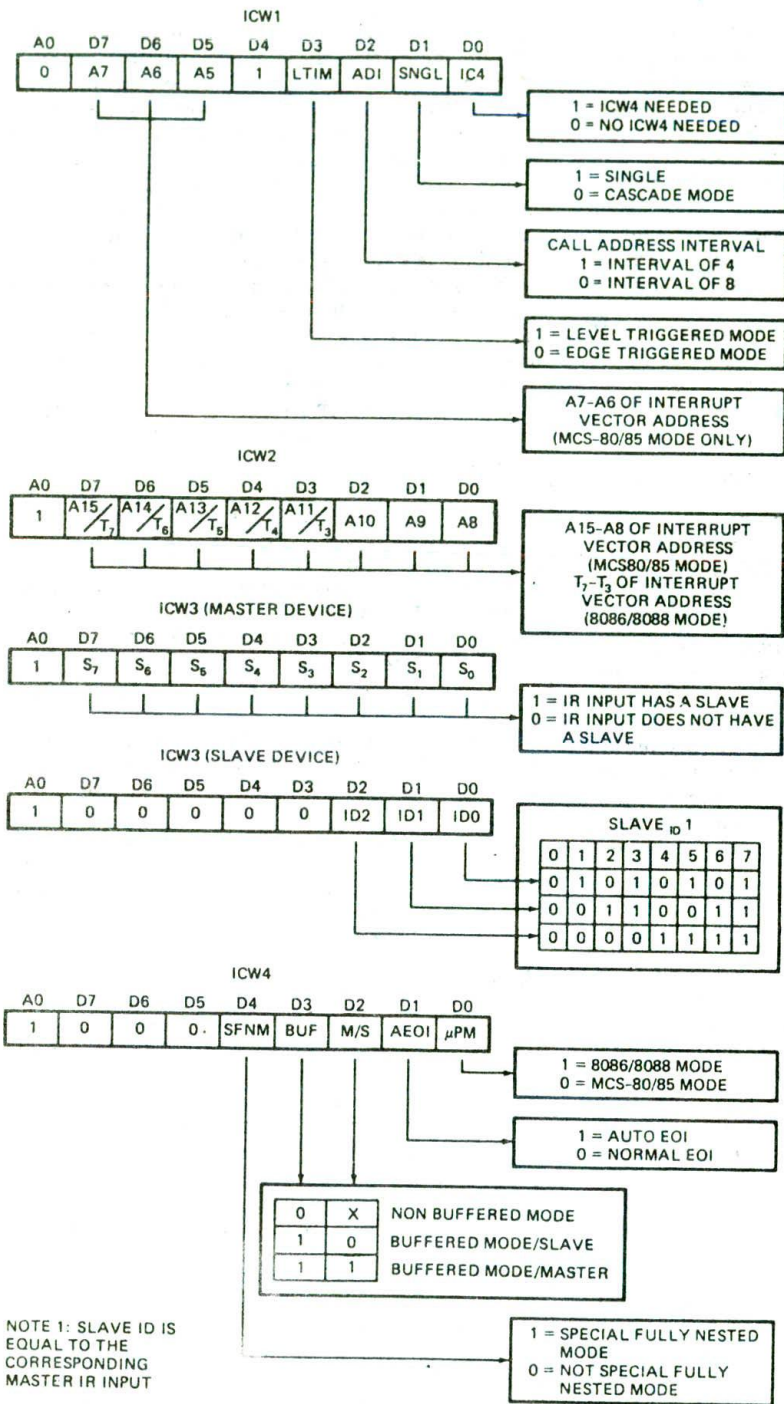 ICW1
A0 D7 D6 D5 D4 D3 D2 D1 D0
0 A7 A6 A5 1 LTIM ADI SNGL IC4
1 = ICW4 NEEDED
0 = NO ICW4 NEEDED
1 = SINGLE
0 = CASCADE MODE
CALL ADDRESS INTERVAL
1 = INTERVAL OF 4
0 = INTERVAL OF 8
1 = LEVEL TRIGGERED MODE
0 = EDGE TRIGGERED MODE
A7-A6 OF INTERRUPT
VECTOR ADDRESS
(MCS-80/85 MODE ONLY)
ICW2
A0 D7 D6 D5 D4 D3 D2 D1 D0
1 A15/T7 A14/T6 A13/T5 A12/T4 A11/T3 A10 A9 A8
A15-A8 OF INTERRUPT
VECTOR ADDRESS
(MCS80/85 MODE)
T7-T3 OF INTERRUPT
VECTOR ADDRESS
(8086/8088 MODE)
ICW3 (MASTER DEVICE)
A0 D7 D6 D5 D4 D3 D2 D1 D0
1 S7 S6 S5 S4 S3 S2 S1 S0
1 = IR INPUT HAS A SLAVE
0 = IR INPUT DOES NOT HAVE
A SLAVE
ICW3 (SLAVE DEVICE)
A0 D7 D6 D5 D4 D3 D2 D1 D0
1 0 0 0 0 0 ID2 ID1 ID0
SLAVE ID 1
0 1 2 3 4 5 6 7
0 1 0 1 0 1 0 1
0 0 1 1 0 0 1 1
0 0 0 0 1 1 1 1
ICW4
A0 D7 D6 D5 D4 D3 D2 D1 D0
1 0 0 0 SFNM BUF M/S AEOI µPM
1 = 8086/8088 MODE
0 = MCS-80/85 MODE
1 = AUTO EOI
0 = NORMAL EOI
0 X NON BUFFERED MODE
1 0 BUFFERED MODE/SLAVE
1 1 BUFFERED MODE/MASTER
1 = SPECIAL FULLY NESTED
MODE
0 = NOT SPECIAL FULLY
NESTED MODE
NOTE 1: SLAVE ID IS
EQUAL TO THE
CORRESPONDING
MASTER IR INPUT